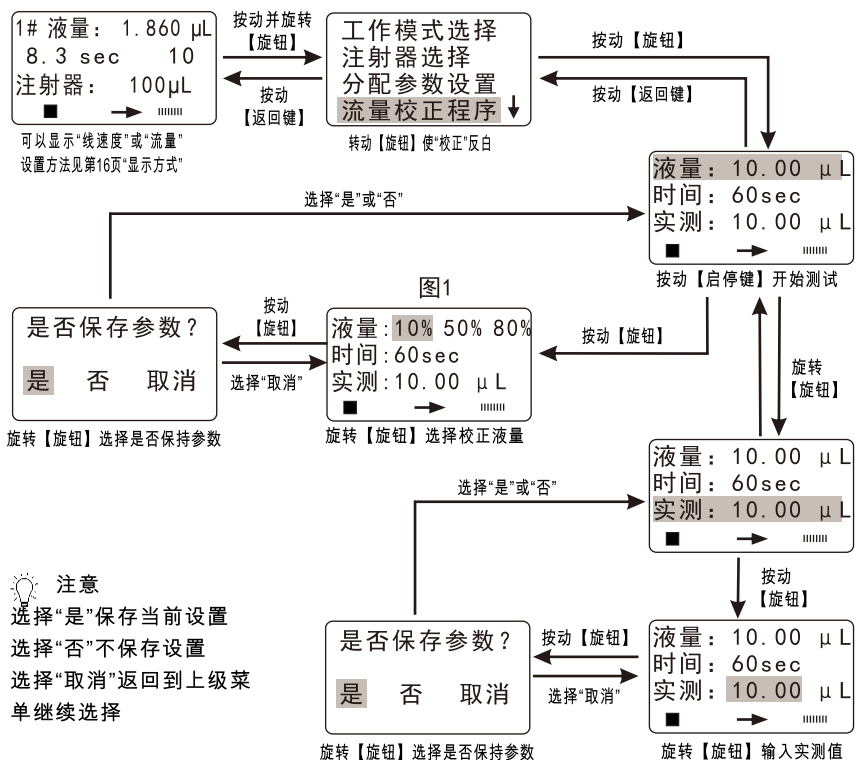 1# 液量: 1.860 μL
8.3 sec 10
注射器: 100μL
可以显示“线速度”或“流量”
设置方法见第16页“显示方式”
按动并旋转
【旋钮】
按动
【返回键】
工作模式选择
注射器选择
分配参数设置
流量校正程序
转动【旋钮】使“校正”反白
按动【旋钮】
按动【返回键】
液量: 10.00 μL
时间: 60sec
实测: 10.00 μL
按动【启停键】开始测试
选择“是”或“否”
图1
是否保存参数?
是 否 取消
旋转【旋钮】选择是否保持参数
按动
【旋钮】
选择“取消”
液量:10% 50% 80%
时间:60sec
实测:10.00 μL
旋转【旋钮】选择校正液量
按动【旋钮】
旋转
【旋钮】
液量: 10.00 μL
时间: 60sec
实测: 10.00 μL
选择“是”或“否”
按动
【旋钮】
注意
选择“是”保存当前设置
选择“否”不保存设置
选择“取消”返回到上级菜
单继续选择
是否保存参数?
是 否 取消
旋转【旋钮】选择是否保持参数
按动【旋钮】
选择“取消”
液量: 10.00 μL
时间: 60sec
实测: 10.00 μL
旋转【旋钮】输入实测值